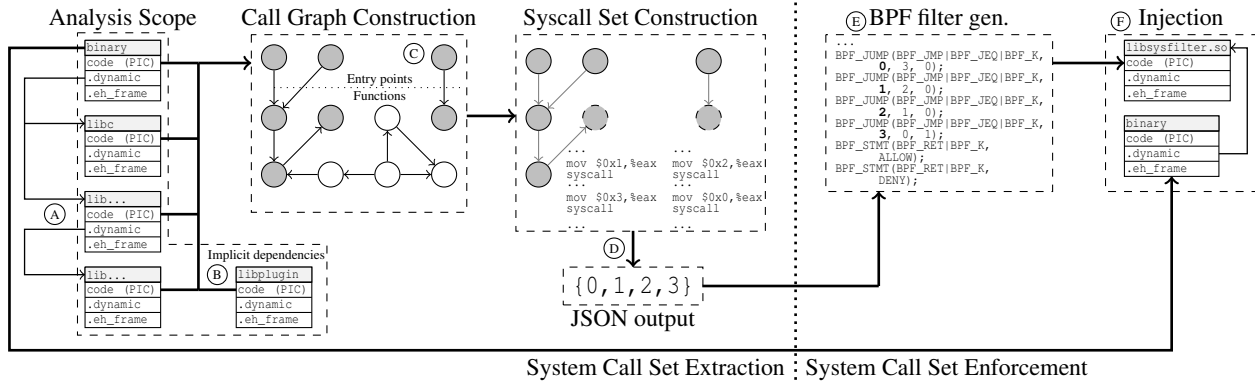 Analysis Scope
binary
code (PIC)
.dynamic
.eh_frame
libc
code (PIC)
.dynamic
.eh_frame
A
lib...
code (PIC)
.dynamic
.eh_frame
lib...
code (PIC)
.dynamic
.eh_frame
Implicit dependencies
B
libplugin
code (PIC)
.dynamic
.eh_frame
Call Graph Construction
C
Entry points
Functions
Syscall Set Construction
...
mov $0x1,%eax
syscall
...
mov $0x3,%eax
syscall
...
...
mov $0x2,%eax
syscall
...
mov $0x0,%eax
syscall
...
D
{0,1,2,3}
JSON output
E BPF filter gen.
...
BPF_JUMP(BPF_JMP|BPF_JEQ|BPF_K,
0, 3, 0);
BPF_JUMP(BPF_JMP|BPF_JEQ|BPF_K,
1, 2, 0);
BPF_JUMP(BPF_JMP|BPF_JEQ|BPF_K,
2, 1, 0);
BPF_JUMP(BPF_JMP|BPF_JEQ|BPF_K,
3, 0, 1);
BPF_STMT(BPF_RET|BPF_K,
ALLOW);
BPF_STMT(BPF_RET|BPF_K,
DENY);
F Injection
libsysfilter.so
code (PIC)
.dynamic
.eh_frame
binary
code (PIC)
.dynamic
.eh_frame
System Call Set Extraction
System Call Set Enforcement